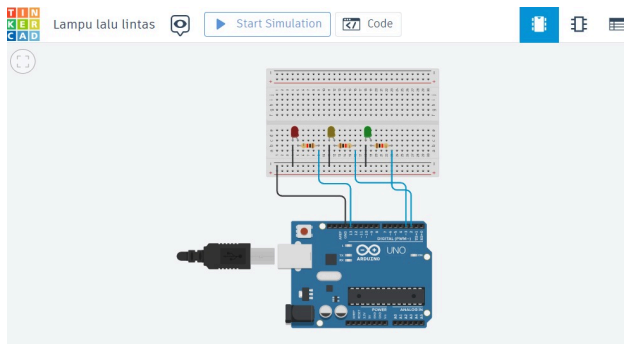 TIN
KER
CAD
Lampu lalu lintas
Start Simulation
Code
DIGITAL (PWM~)
UNO
ARDUINO
POWER
ANALOG IN